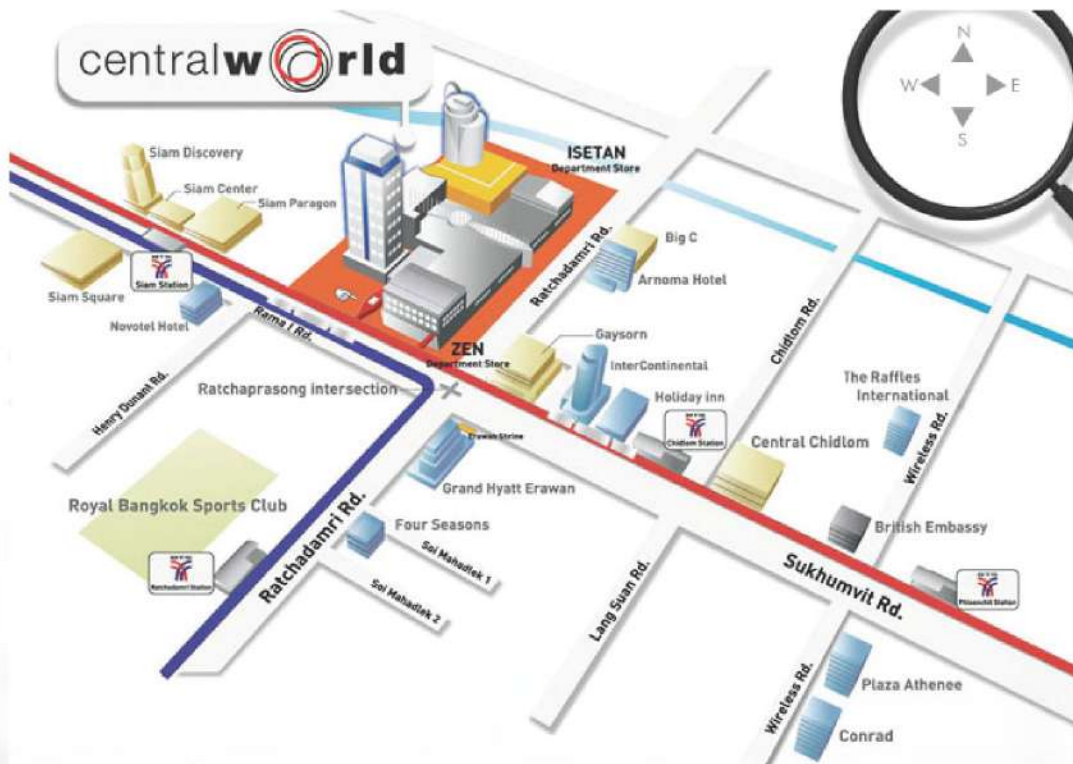 centralworld
N
W
E
S
Siam Discovery
Siam Center
Siam Paragon
ISETAN
Department Store
BTS
Siam Station
Siam Square
Novotel Hotel
Rama I Rd.
Ratchadamri Rd.
Big C
Arnoma Hotel
ZEN
Department Store
Gaysorn
InterContinental
Holiday inn
Chidlom Rd.
BTS
Chidlom Station
The Raffles
International
Wireless Rd.
Central Chidlom
British Embassy
Ratchaprasong intersection
Henry Dunant Rd.
Erawan Shrine
Grand Hyatt Erawan
Royal Bangkok Sports Club
Four Seasons
Soi Mahadlek 1
Soi Mahadlek 2
BTS
Ratchadamri Station
Ratchadamri Rd.
Lang Suan Rd.
Sukhumvit Rd.
BTS
Ploenchit Station
Wireless Rd.
Plaza Athenee
Conrad